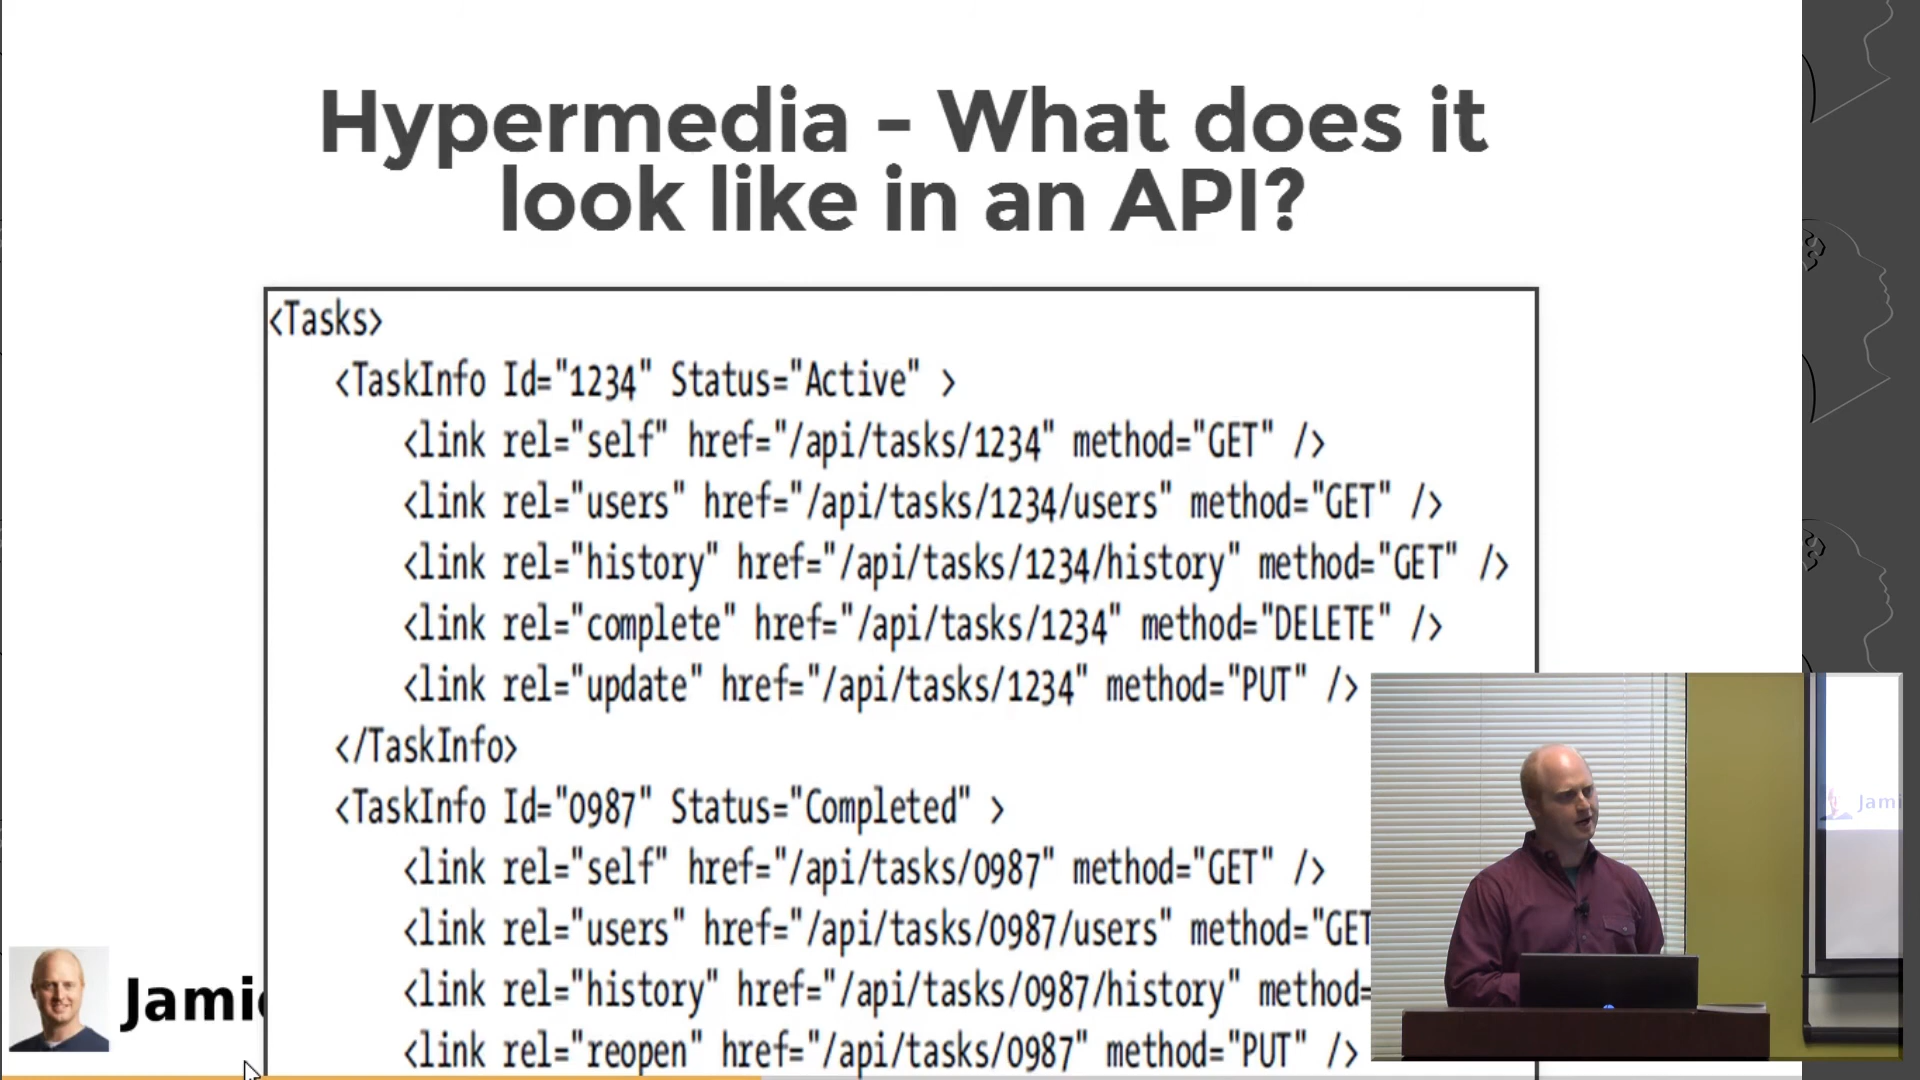 Hypermedia - What does it
look like in an API?
<Tasks>
<TaskInfo Id="1234" Status="Active" >
<link rel="self" href="/api/tasks/1234" method="GET" />
<link rel="users" href="/api/tasks/1234/users" method="GET" />
<link rel="history" href="/api/tasks/1234/history" method="GET" />
<link rel="complete" href="/api/tasks/1234" method="DELETE" />
<link rel="update" href="/api/tasks/1234" method="PUT" />
</TaskInfo>
<TaskInfo Id="0987" Status="Completed" >
<link rel="self" href="/api/tasks/0987" method="GET" />
<link rel="users" href="/api/tasks/0987/users" method="GET
<link rel="history" href="/api/tasks/0987/history" method=
<link rel="reopen" href="/api/tasks/0987" method="PUT" />
Jamie
Jami